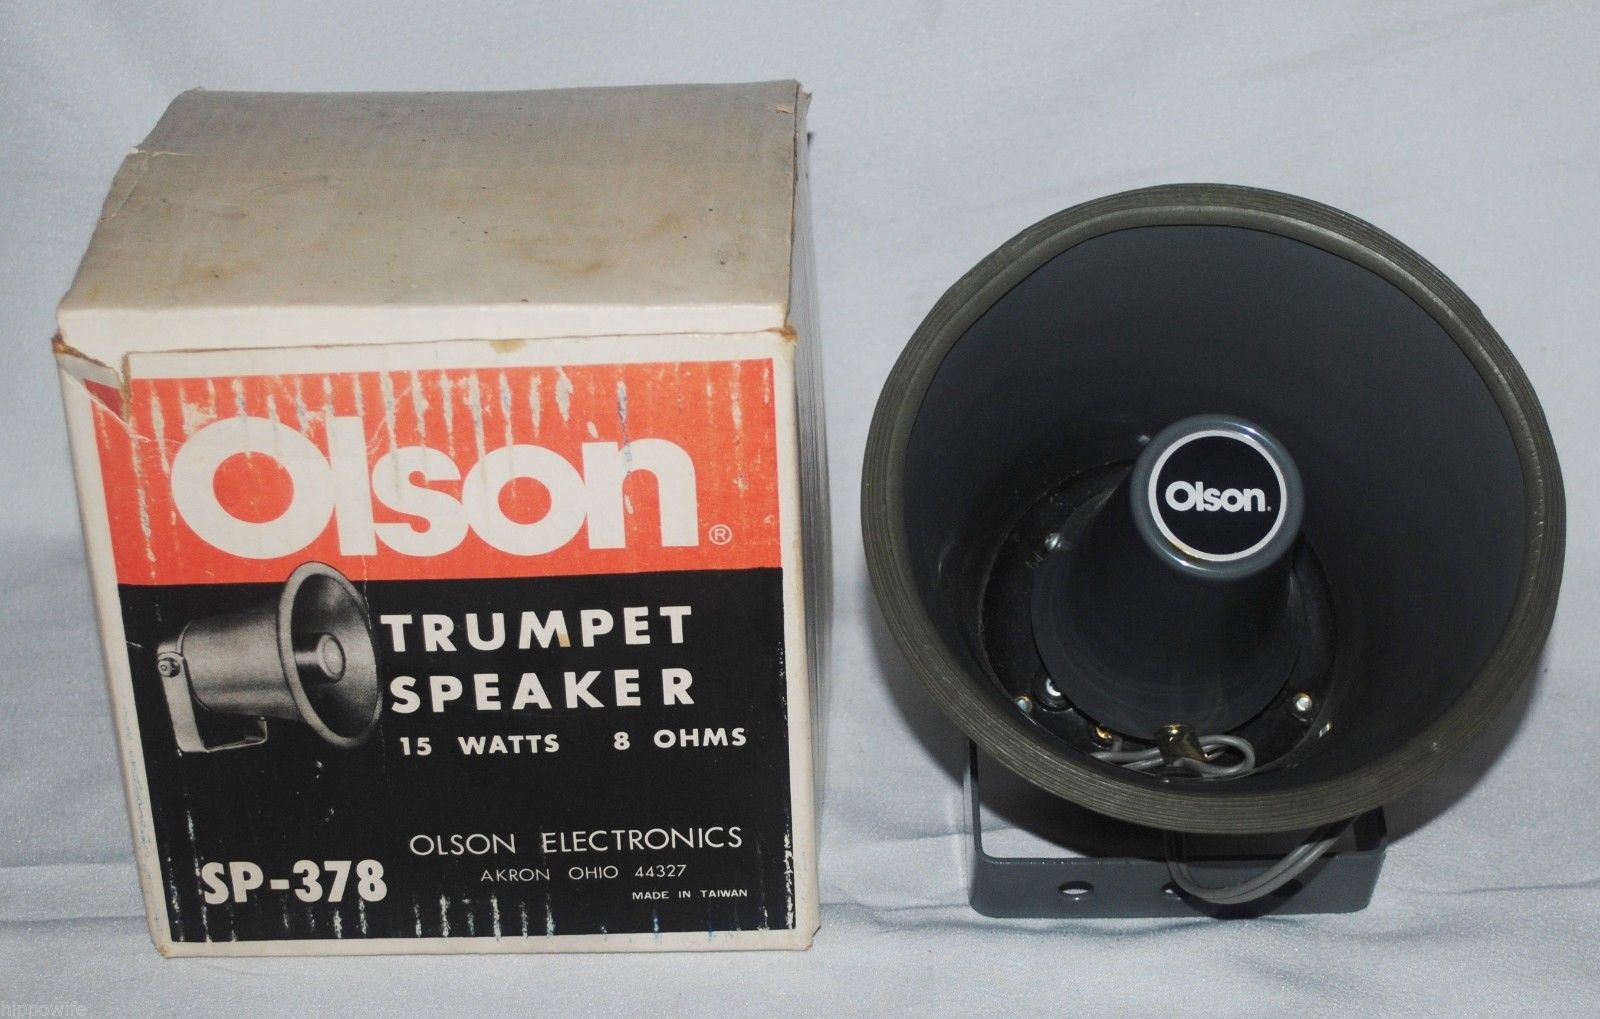 Olson®
TRUMPET
SPEAKER
15 WATTS 8 OHMS
OLSON ELECTRONICS
AKRON OHIO 44327
MADE IN TAIWAN
SP-378
Olson®